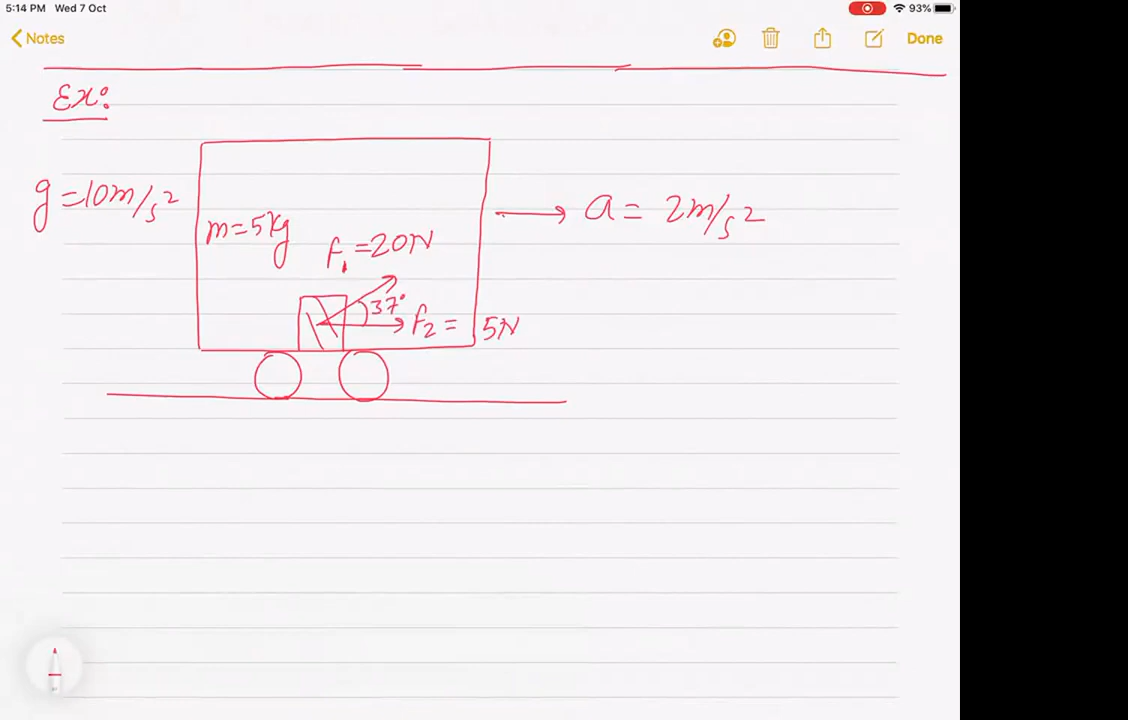 5:14 PM Wed 7 Oct
93%
Notes
Done
Ex:
g = 10m/s²
a = 2m/s²
m = 5kg
f₁ = 20N
37°
f₂ = 5N